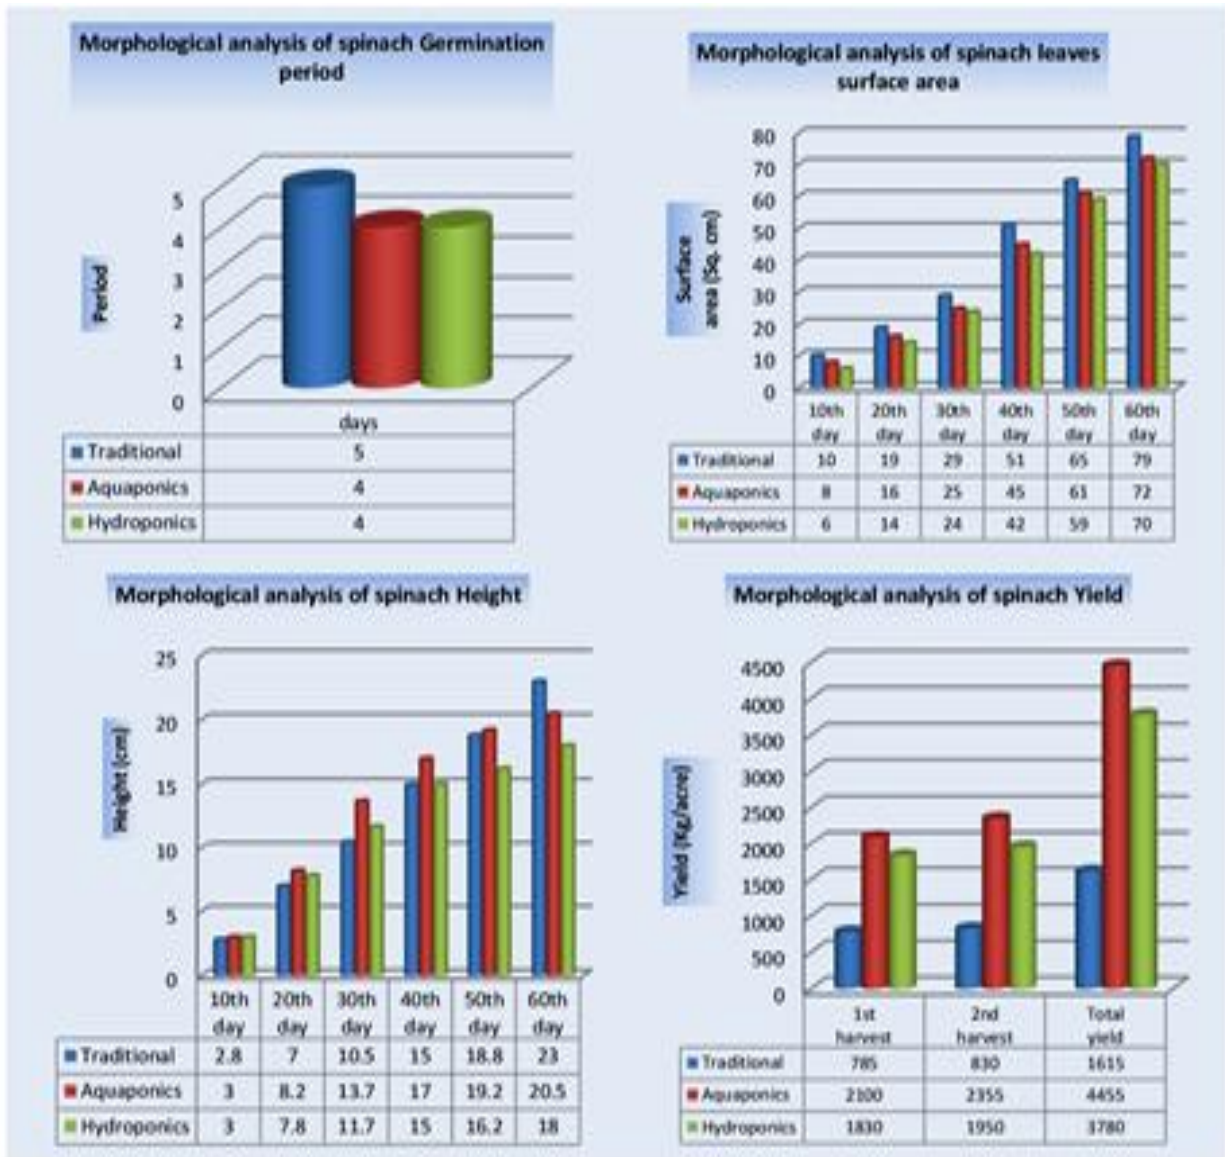 Morphological analysis of spinach Germination
period
Period
5
4
3
2
1
0
days
Traditional 5
Aquaponics 4
Hydroponics 4
Morphological analysis of spinach leaves
surface area
Surface
area (Sq. cm)
80
70
60
50
40
30
20
10
0
10th 20th 30th 40th 50th 60th
day day day day day day
Traditional 10 19 29 51 65 79
Aquaponics 8 16 25 45 61 72
Hydroponics 6 14 24 42 59 70
Morphological analysis of spinach Height
Height (cm)
25
20
15
10
5
0
10th 20th 30th 40th 50th 60th
day day day day day day
Traditional 2.8 7 10.5 15 18.8 23
Aquaponics 3 8.2 13.7 17 19.2 20.5
Hydroponics 3 7.8 11.7 15 16.2 18
Morphological analysis of spinach Yield
Yield (Kg/acre)
4500
4000
3500
3000
2500
2000
1500
1000
500
0
1st 2nd Total
harvest harvest yield
Traditional 785 830 1615
Aquaponics 2100 2355 4455
Hydroponics 1830 1950 3780